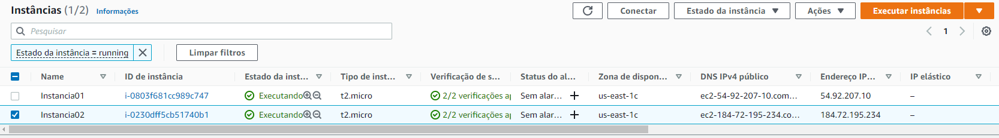 Instâncias (1/2) Informações Conectar Estado da instância Ações Executar instâncias
Pesquisar 1
Estado da instância = running Limpar filtros
Name ID de instância Estado da inst... Tipo de inst... Verificação de s... Status do al... Zona de dispon... DNS IPv4 público Endereço IP... IP elástico
Instancia01 i-0803f681cc989c747 Executando t2.micro 2/2 verificações ap Sem alar... us-east-1c ec2-54-92-207-10.com... 54.92.207.10 –
Instancia02 i-0230dff5cb51740b1 Executando t2.micro 2/2 verificações ap Sem alar... us-east-1c ec2-184-72-195-234.co... 184.72.195.234 –